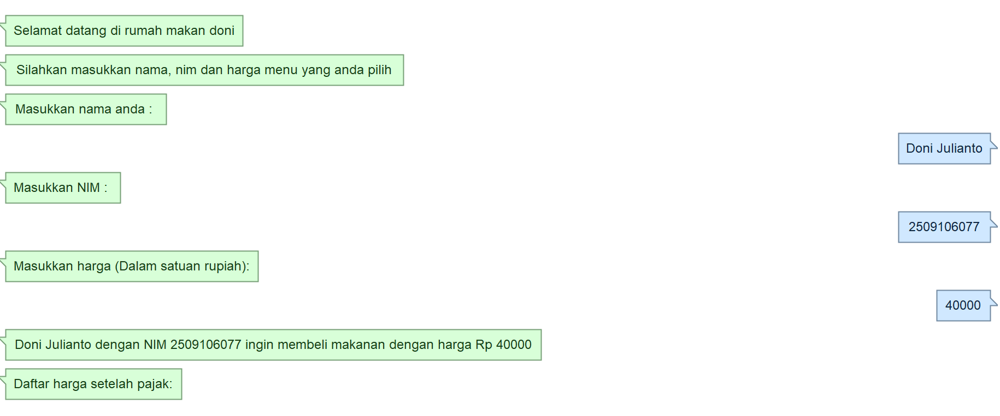 Selamat datang di rumah makan doni
Silahkan masukkan nama, nim dan harga menu yang anda pilih
Masukkan nama anda :
Doni Julianto
Masukkan NIM :
2509106077
Masukkan harga (Dalam satuan rupiah):
40000
Doni Julianto dengan NIM 2509106077 ingin membeli makanan dengan harga Rp 40000
Daftar harga setelah pajak: